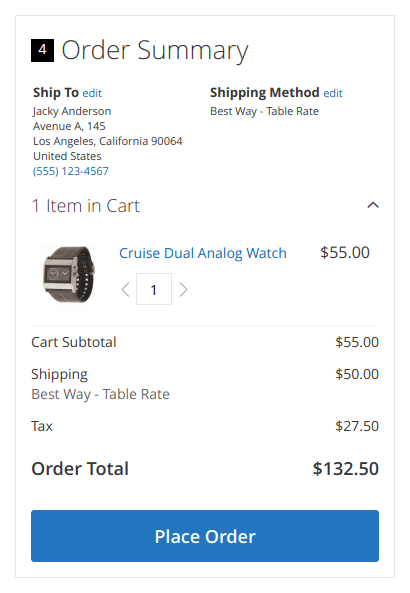 4 Order Summary
Ship To edit
Shipping Method edit
Jacky Anderson
Best Way - Table Rate
Avenue A, 145
Los Angeles, California 90064
United States
(555) 123-4567
1 Item in Cart
Cruise Dual Analog Watch $55.00
1
Cart Subtotal $55.00
Shipping $50.00
Best Way - Table Rate
Tax $27.50
Order Total $132.50
Place Order